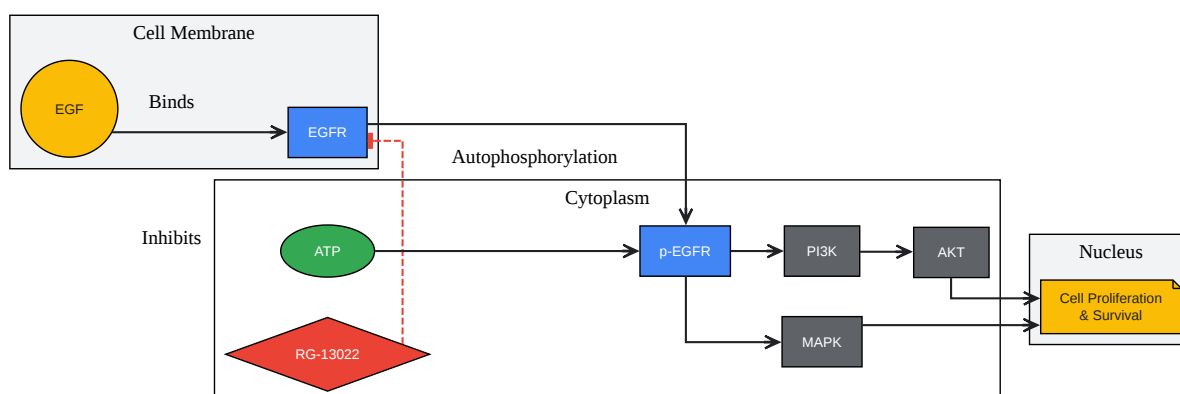 Cell Membrane
EGF
Binds
EGFR
Autophosphorylation
Cytoplasm
Inhibits
ATP
p-EGFR
PI3K
AKT
Nucleus
Cell Proliferation
& Survival
RG-13022
MAPK